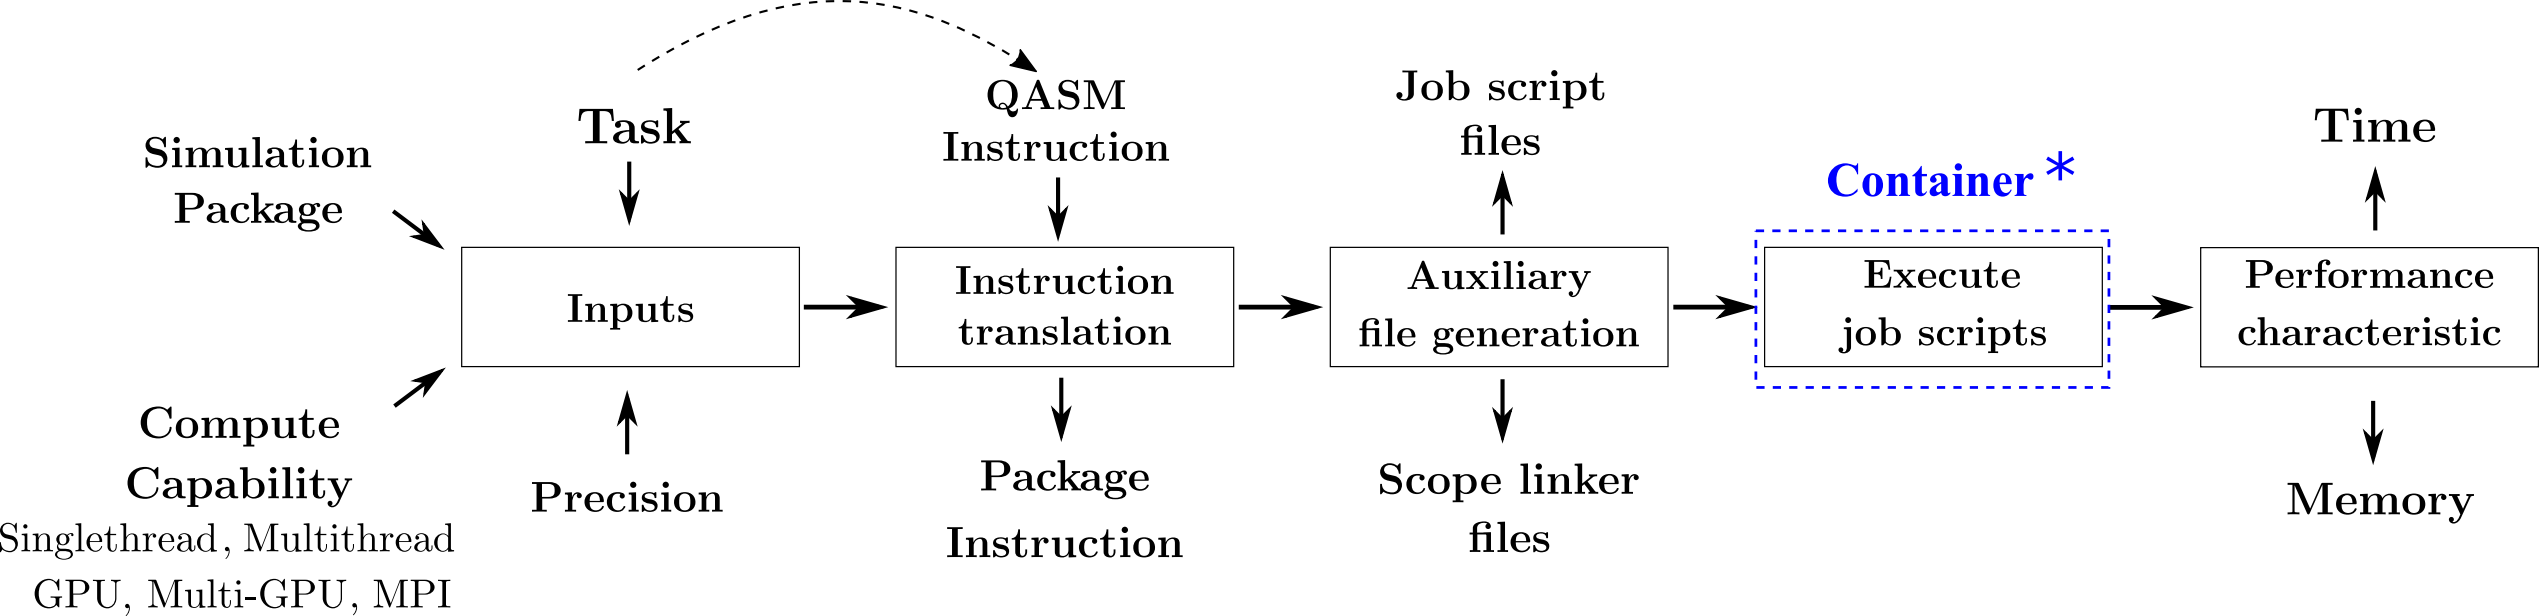 Simulation
Package
Compute
Capability
Singlethread, Multithread
GPU, Multi-GPU, MPI
Task
Inputs
Precision
QASM
Instruction
Instruction
translation
Package
Instruction
Job script
files
Auxiliary
file generation
Scope linker
files
Container *
Execute
job scripts
Time
Performance
characteristic
Memory